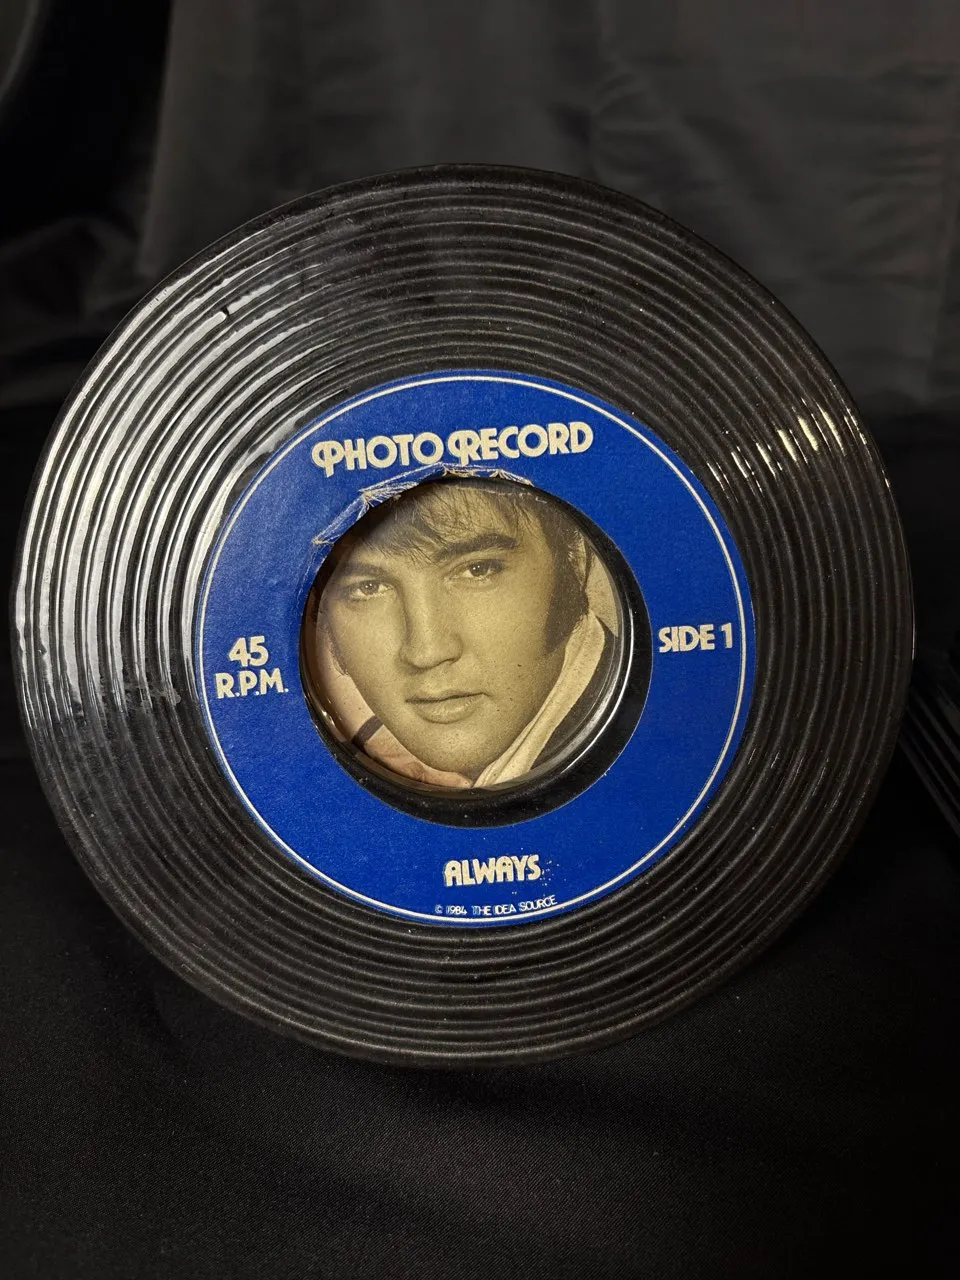 PHOTO RECORD
45
R.P.M.
SIDE 1
ALWAYS
© 1984 THE IDEA SOURCE